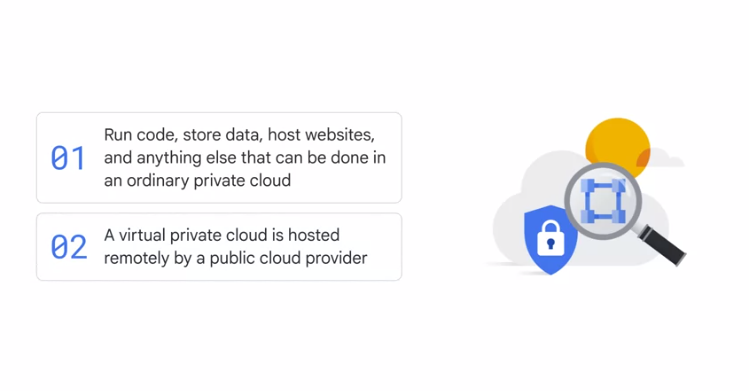 01
Run code, store data, host websites,
and anything else that can be done in
an ordinary private cloud
02
A virtual private cloud is hosted
remotely by a public cloud provider